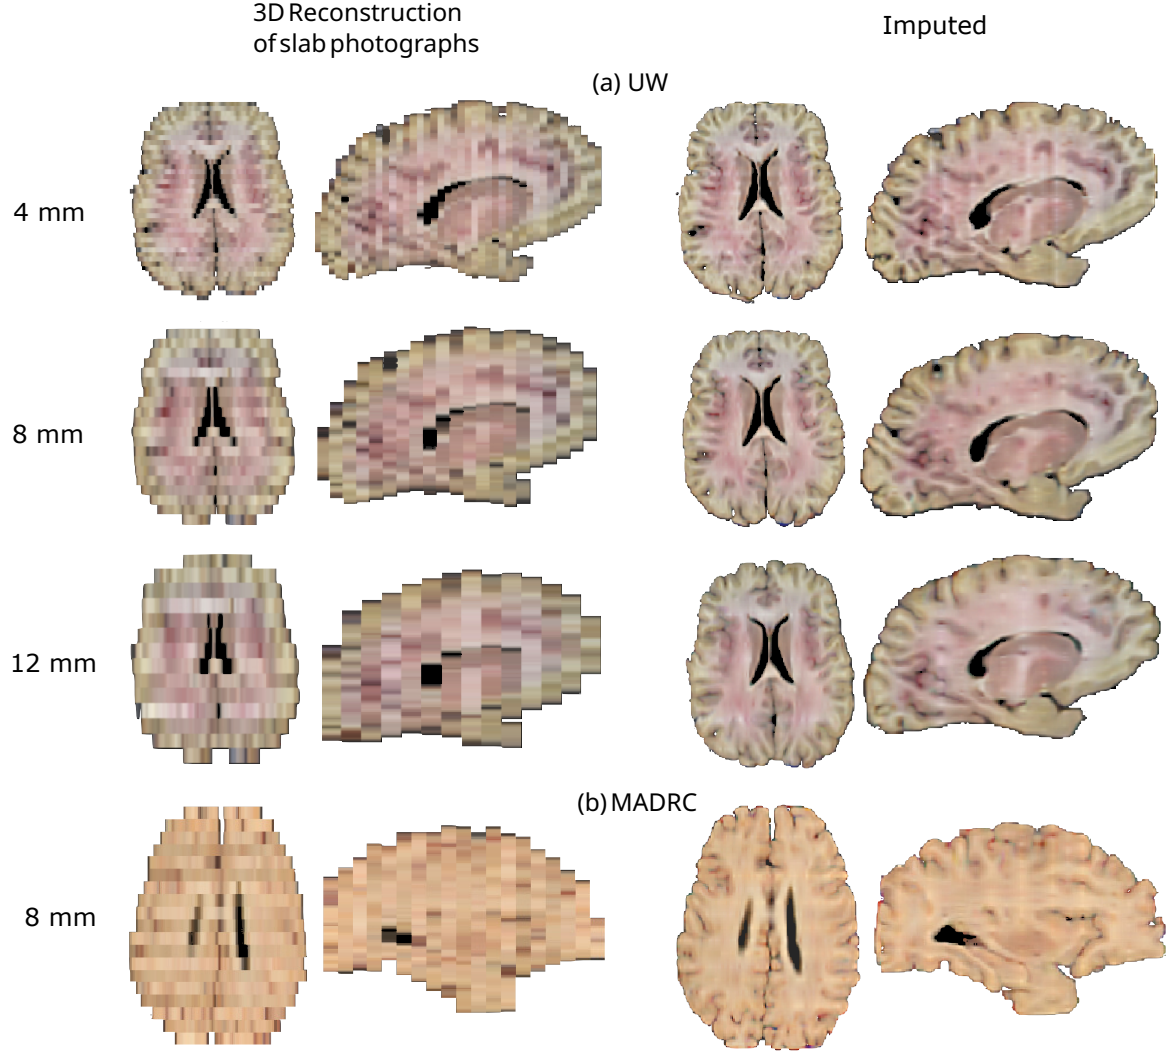 3D Reconstruction
of slab photographs
Imputed
(a) UW
4 mm
8 mm
12 mm
(b) MADRC
8 mm